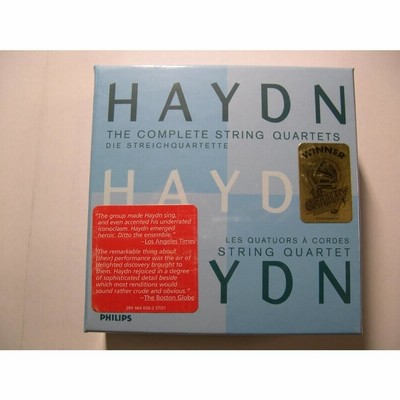 HAYDN
THE COMPLETE STRING QUARTETS
DIE STREICHQUARTETTE
WINNER
GRAMMY
HAYD
LES QUATUORS À CORDES
STRING QUARTET
YDN
"The group made Haydn sing,
and even accented his underrated
iconoclasm. Haydn emerged
heroic. Ditto the ensemble."
–Los Angeles Times
"The remarkable thing about
(their) performance was the air of
delighted discovery brought to
them. Haydn rejoiced in a degree
of sophisticated detail beside
which most renditions would
sound rather crude and obvious."
–The Boston Globe
PHILIPS